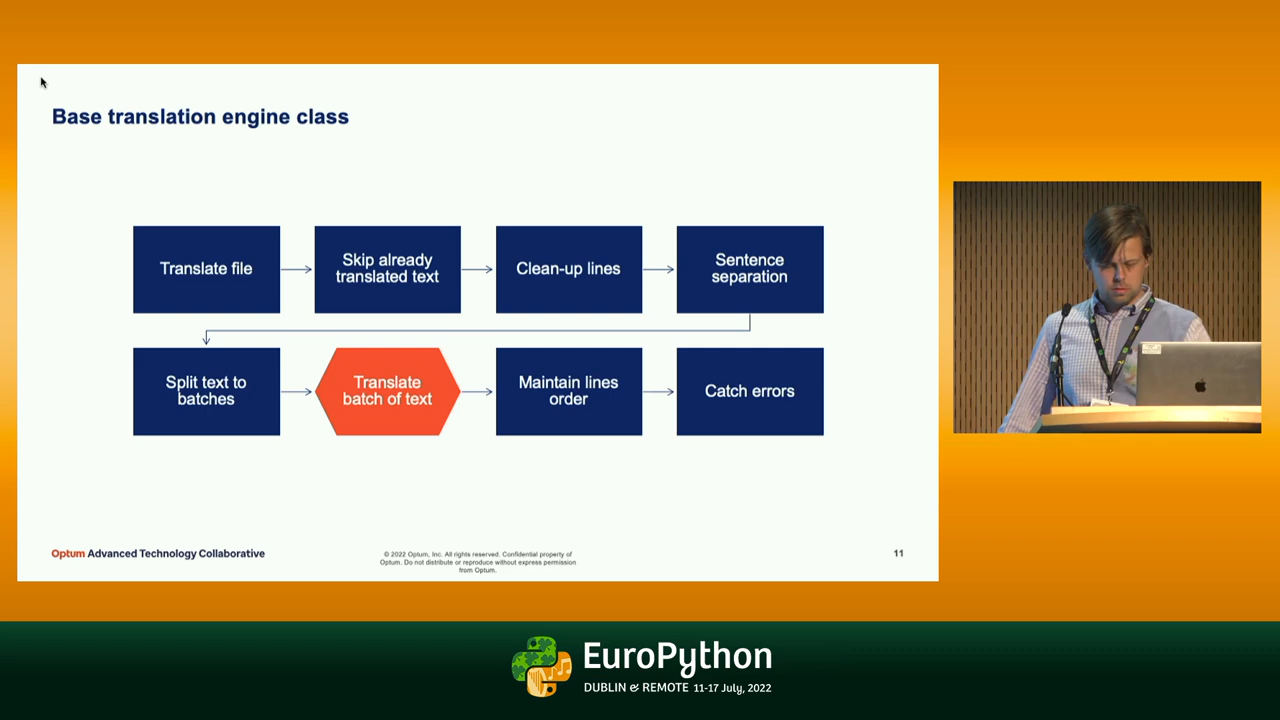 Base translation engine class
Translate file
Skip already
translated text
Clean-up lines
Sentence
separation
Split text to
batches
Translate
batch of text
Maintain lines
order
Catch errors
Optum Advanced Technology Collaborative
© 2022 Optum, Inc. All rights reserved. Confidential property of
Optum. Do not distribute or reproduce without express permission
from Optum.
11
EuroPython
DUBLIN & REMOTE 11-17 July, 2022